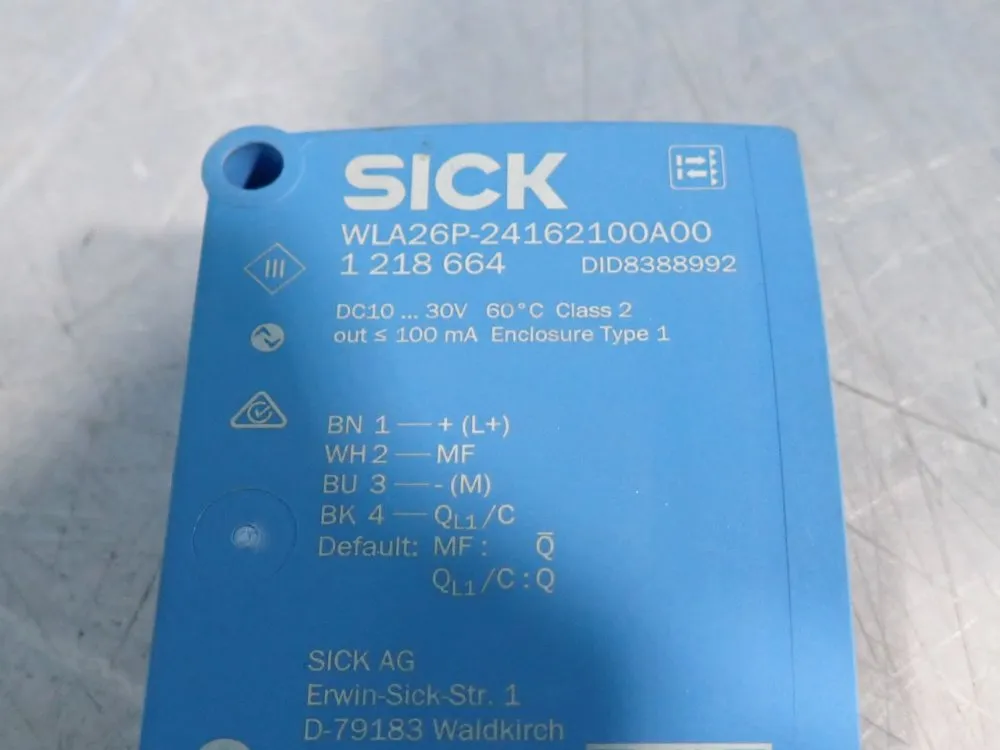 SICK
WLA26P-24162100A00
1 218 664 DID8388992
III
DC10 ... 30V 60°C Class 2
out ≤ 100 mA Enclosure Type 1
BN 1 — + (L+)
WH 2 — MF
BU 3 — - (M)
BK 4 — QL1/C
Default: MF : Q̅
QL1/C : Q
SICK AG
Erwin-Sick-Str. 1
D-79183 Waldkirch